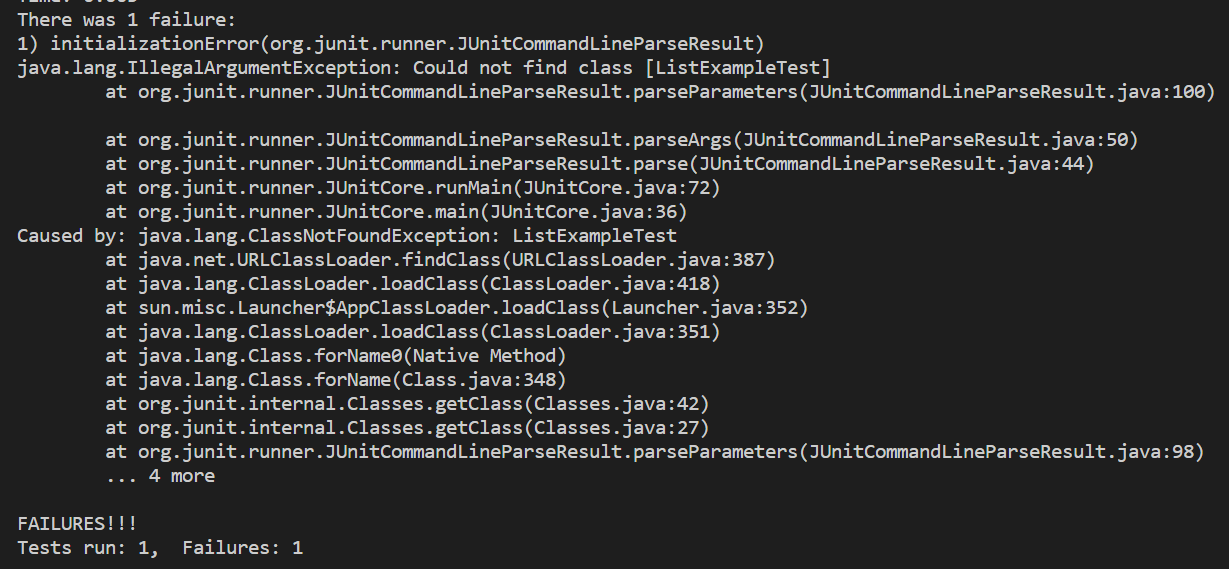 There was 1 failure:
1) initializationError(org.junit.runner.JUnitCommandLineParseResult)
java.lang.IllegalArgumentException: Could not find class [ListExampleTest]
        at org.junit.runner.JUnitCommandLineParseResult.parseParameters(JUnitCommandLineParseResult.java:100)

        at org.junit.runner.JUnitCommandLineParseResult.parseArgs(JUnitCommandLineParseResult.java:50)
        at org.junit.runner.JUnitCommandLineParseResult.parse(JUnitCommandLineParseResult.java:44)
        at org.junit.runner.JUnitCore.runMain(JUnitCore.java:72)
        at org.junit.runner.JUnitCore.main(JUnitCore.java:36)
Caused by: java.lang.ClassNotFoundException: ListExampleTest
        at java.net.URLClassLoader.findClass(URLClassLoader.java:387)
        at java.lang.ClassLoader.loadClass(ClassLoader.java:418)
        at sun.misc.Launcher$AppClassLoader.loadClass(Launcher.java:352)
        at java.lang.ClassLoader.loadClass(ClassLoader.java:351)
        at java.lang.Class.forName0(Native Method)
        at java.lang.Class.forName(Class.java:348)
        at org.junit.internal.Classes.getClass(Classes.java:42)
        at org.junit.internal.Classes.getClass(Classes.java:27)
        at org.junit.runner.JUnitCommandLineParseResult.parseParameters(JUnitCommandLineParseResult.java:98)
        ... 4 more

FAILURES!!!
Tests run: 1,  Failures: 1